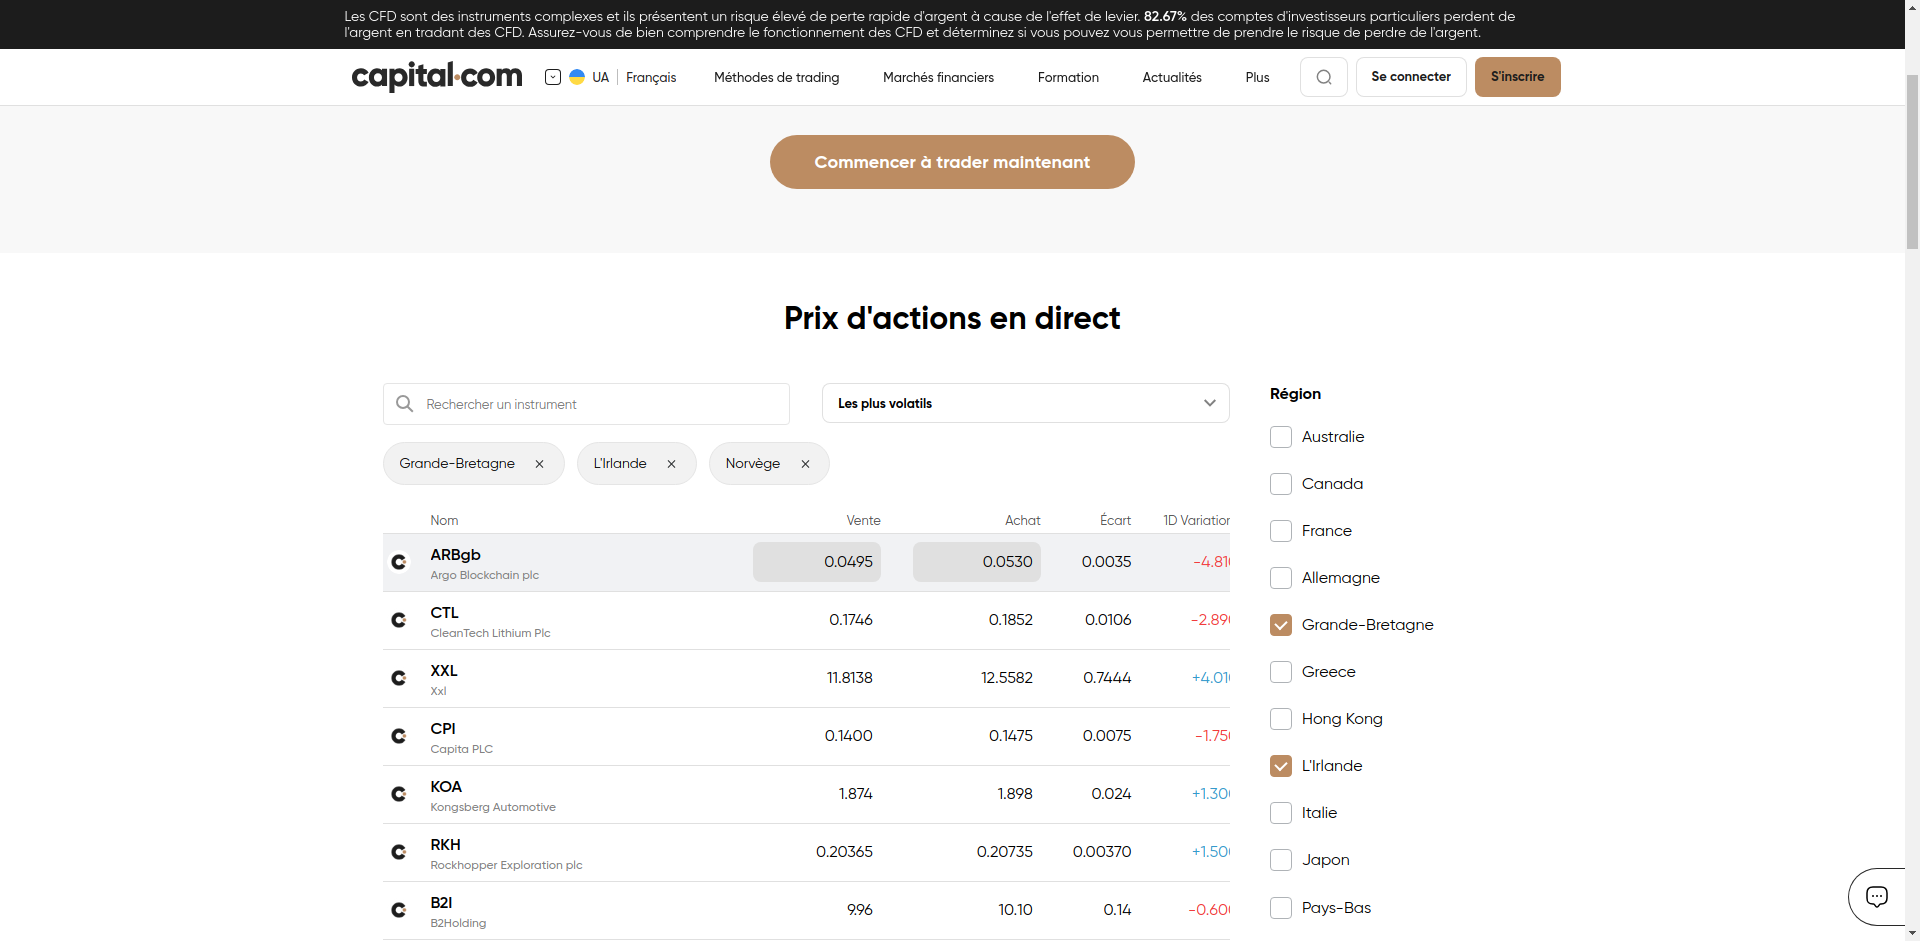 Les CFD sont des instruments complexes et ils présentent un risque élevé de perte rapide d'argent à cause de l'effet de levier. 82.67% des comptes d'investisseurs particuliers perdent de
l'argent en tradant des CFD. Assurez-vous de bien comprendre le fonctionnement des CFD et déterminez si vous pouvez vous permettre de prendre le risque de perdre de l'argent.
capital.com UA Français Méthodes de trading Marchés financiers Formation Actualités Plus Se connecter S'inscrire
Commencer à trader maintenant
Prix d'actions en direct
Rechercher un instrument
Les plus volatils
Grande-Bretagne × L'Irlande × Norvège ×
Nom Vente Achat Écart 1D Variation
ARBgb 0.0495 0.0530 0.0035 -4.81
Argo Blockchain plc
CTL 0.1746 0.1852 0.0106 -2.89
CleanTech Lithium Plc
XXL 11.8138 12.5582 0.7444 +4.01
Xxl
CPI 0.1400 0.1475 0.0075 -1.75
Capita PLC
KOA 1.874 1.898 0.024 +1.30
Kongsberg Automotive
RKH 0.20365 0.20735 0.00370 +1.50
Rockhopper Exploration plc
B2I 9.96 10.10 0.14 -0.60
B2Holding
Région
Australie
Canada
France
Allemagne
Grande-Bretagne
Greece
Hong Kong
L'Irlande
Italie
Japon
Pays-Bas